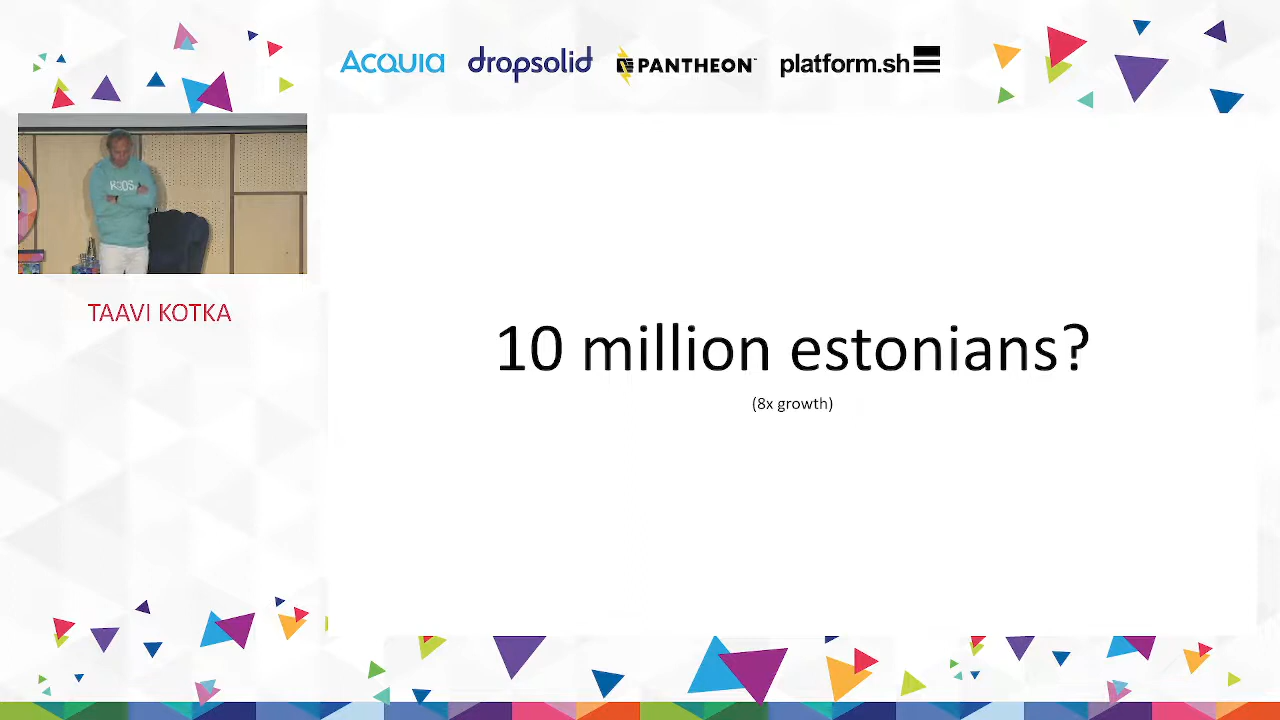 ACQUIA dropsolid PANTHEON platform.sh
TAAVI KOTKA
10 million estonians?
(8x growth)